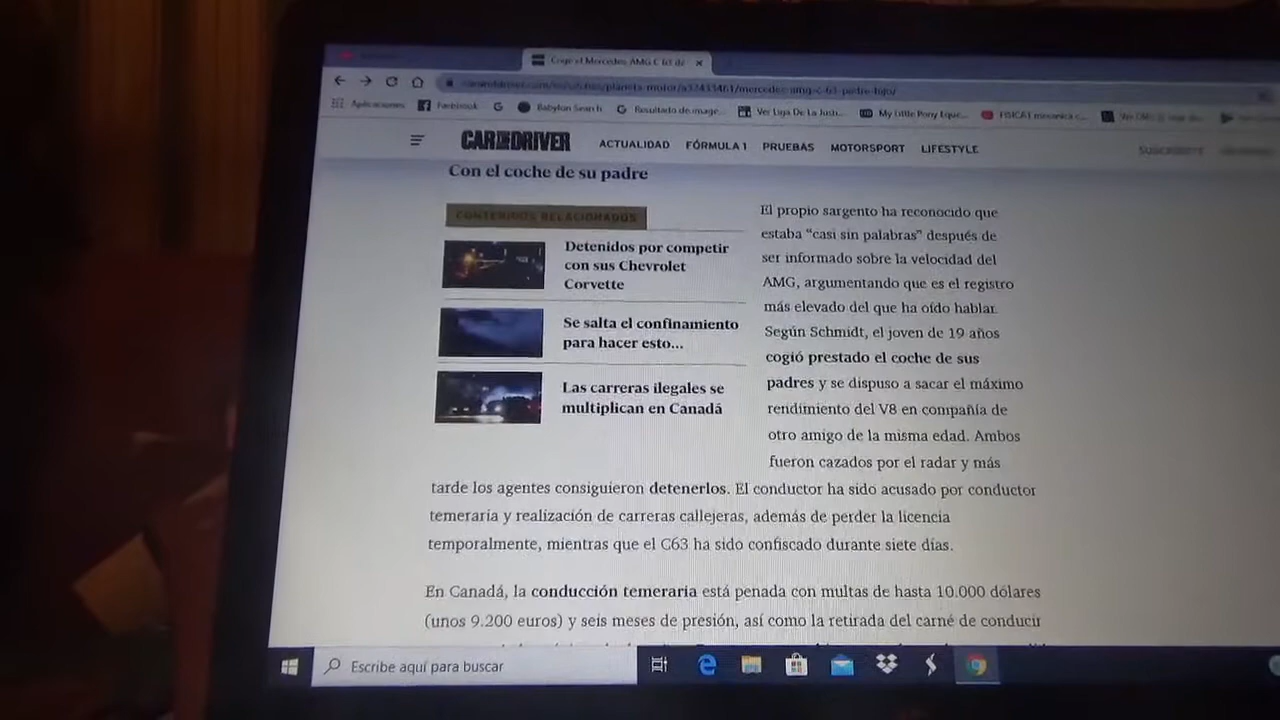 Coge el Mercedes AMG C 63 de
Aplicaciones Facebook Babylon Search Resultado de image... Ver Liga De La Justi... My Little Pony Eque... FISICA I mecanica c...
CAR AND DRIVER ACTUALIDAD FÓRMULA 1 PRUEBAS MOTORSPORT LIFESTYLE SUSCRÍBETE
Con el coche de su padre
CONTENIDOS RELACIONADOS
Detenidos por competir
con sus Chevrolet
Corvette
Se salta el confinamiento
para hacer esto...
Las carreras ilegales se
multiplican en Canadá
El propio sargento ha reconocido que
estaba “casi sin palabras” después de
ser informado sobre la velocidad del
AMG, argumentando que es el registro
más elevado del que ha oído hablar.
Según Schmidt, el joven de 19 años
cogió prestado el coche de sus
padres y se dispuso a sacar el máximo
rendimiento del V8 en compañía de
otro amigo de la misma edad. Ambos
fueron cazados por el radar y más
tarde los agentes consiguieron detenerlos. El conductor ha sido acusado por conductor
temeraria y realización de carreras callejeras, además de perder la licencia
temporalmente, mientras que el C63 ha sido confiscado durante siete días.
En Canadá, la conducción temeraria está penada con multas de hasta 10.000 dólares
(unos 9.200 euros) y seis meses de presión, así como la retirada del carné de conducir
Escribe aquí para buscar